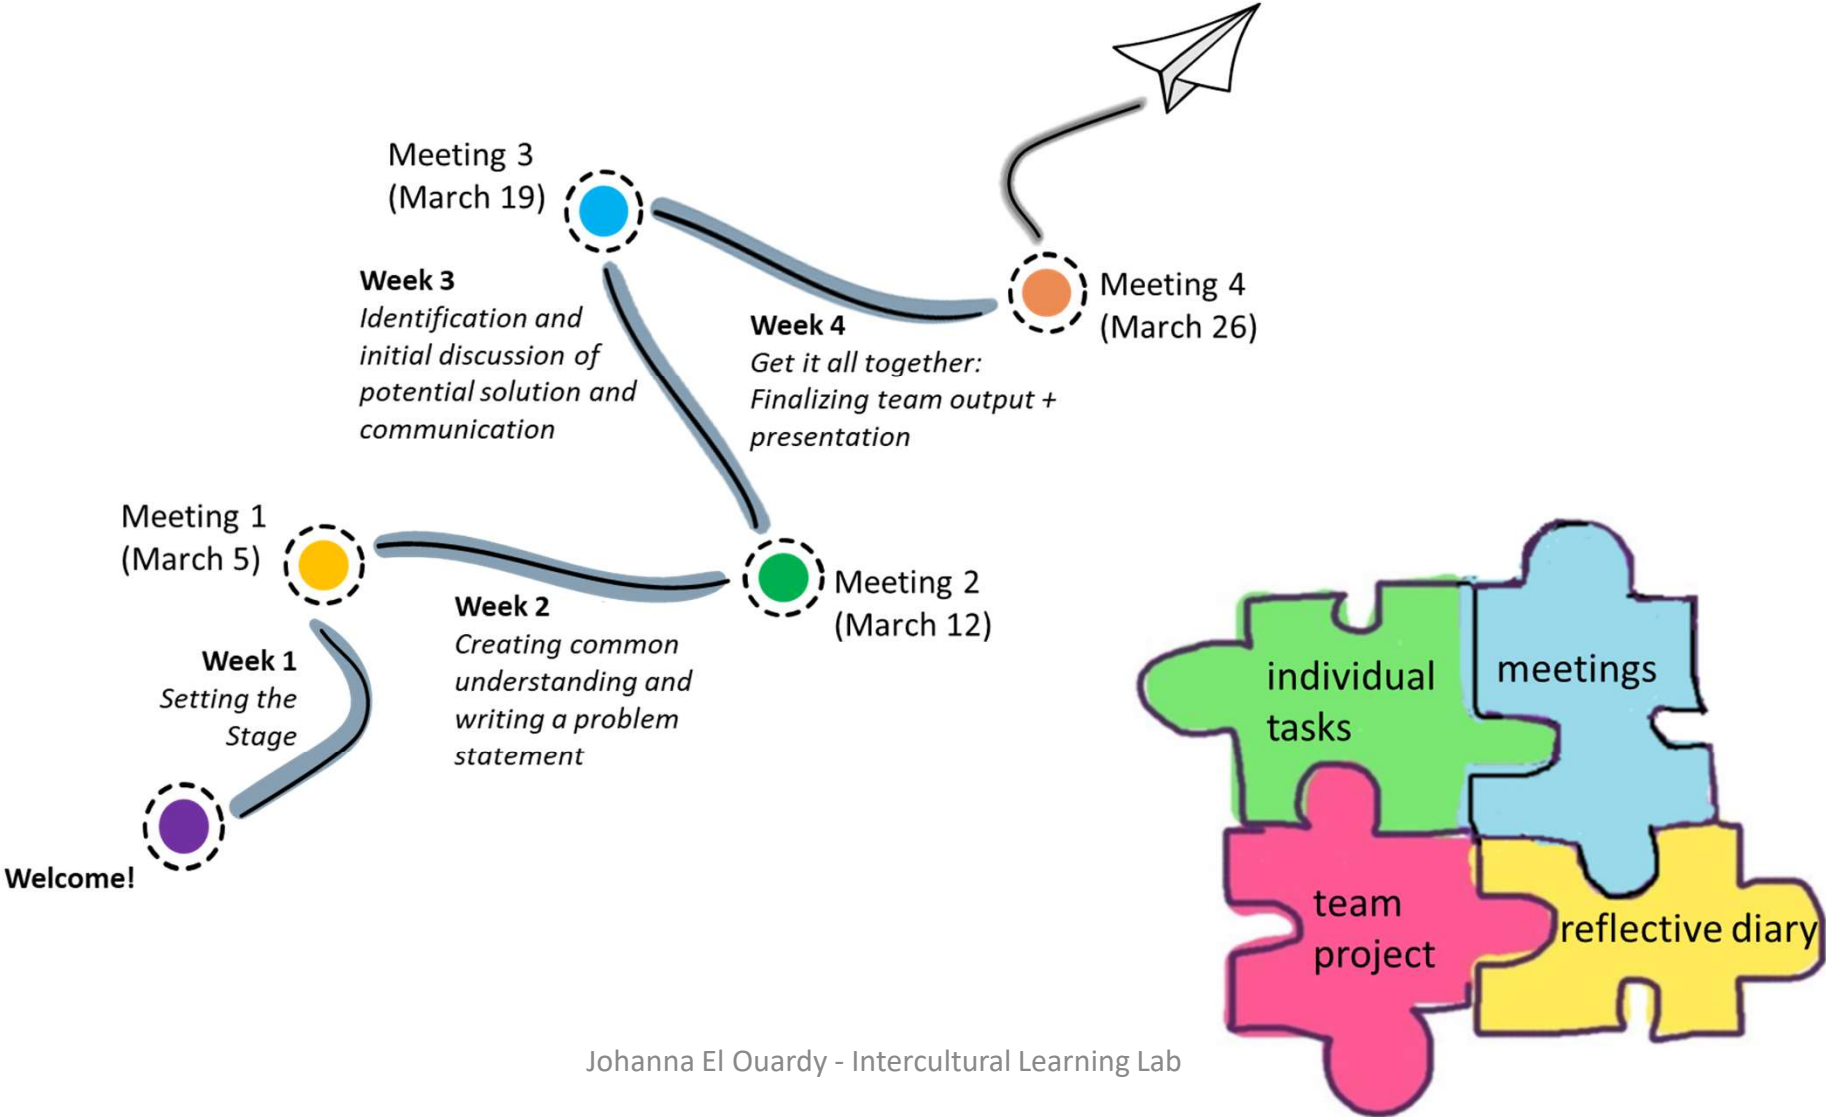 Meeting 3
(March 19)
Week 3
Identification and
initial discussion of
potential solution and
communication
Meeting 4
(March 26)
Week 4
Get it all together:
Finalizing team output +
presentation
Meeting 1
(March 5)
Meeting 2
(March 12)
Week 2
Creating common
understanding and
writing a problem
statement
Week 1
Setting the
Stage
Welcome!
individual
tasks
meetings
team
project
reflective diary
Johanna El Ouardy - Intercultural Learning Lab